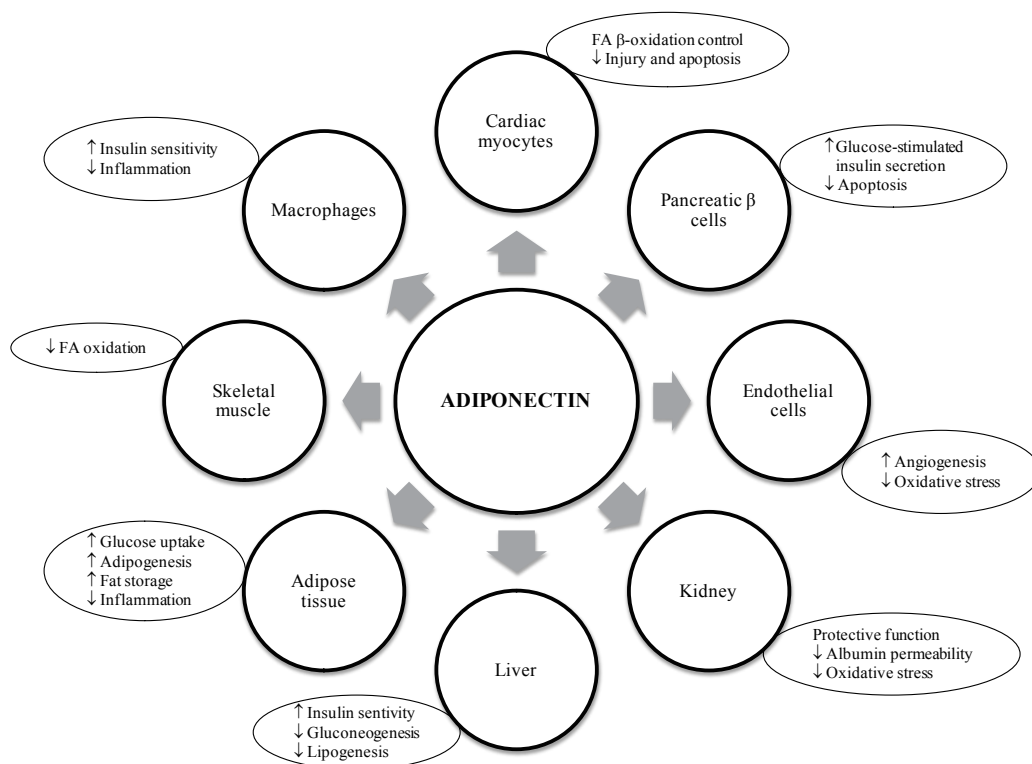 FA β-oxidation control
↓ Injury and apoptosis
Cardiac
myocytes
↑ Insulin sensitivity
↓ Inflammation
Macrophages
↑ Glucose-stimulated
insulin secretion
↓ Apoptosis
Pancreatic β
cells
↓ FA oxidation
Skeletal
muscle
ADIPONECTIN
Endothelial
cells
↑ Angiogenesis
↓ Oxidative stress
↑ Glucose uptake
↑ Adipogenesis
↑ Fat storage
↓ Inflammation
Adipose
tissue
Kidney
Protective function
↓ Albumin permeability
↓ Oxidative stress
Liver
↑ Insulin sentivity
↓ Gluconeogenesis
↓ Lipogenesis